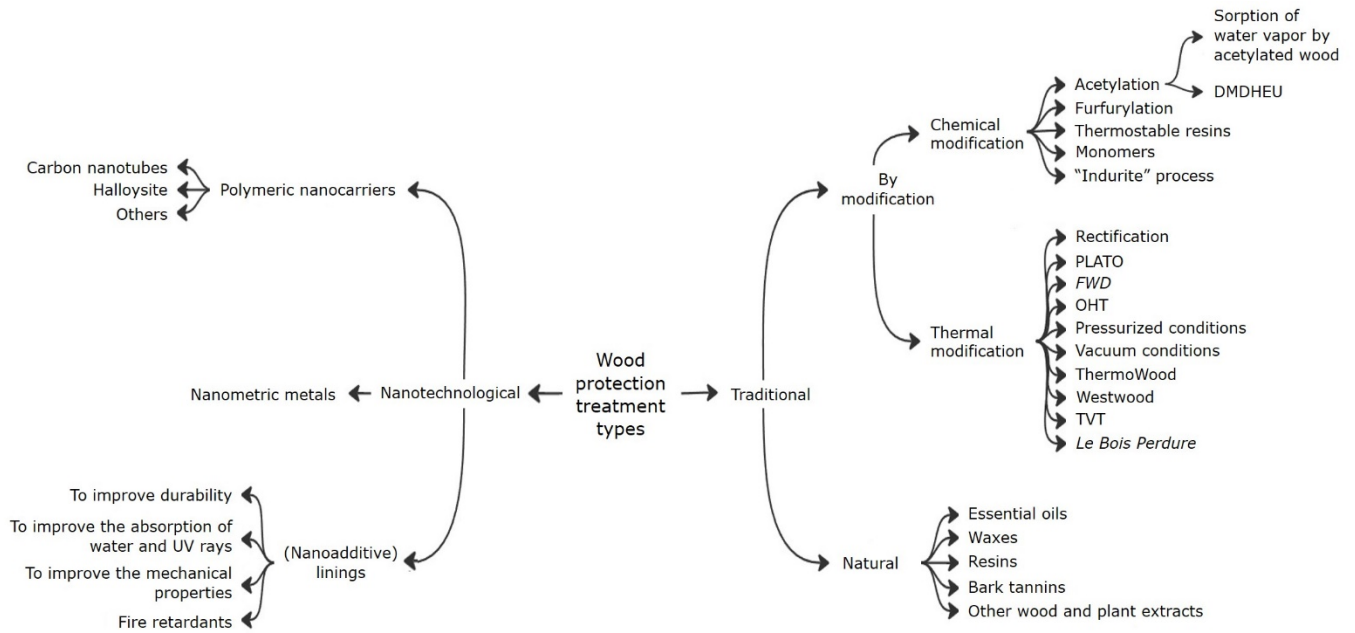 Sorption of
water vapor by
acetylated wood
Acetylation
DMDHEU
Furfurylation
Chemical
modification
Thermostable resins
Monomers
“Indurite” process
Carbon nanotubes
Halloysite
Others
Polymeric nanocarriers
By
modification
Rectification
PLATO
FWD
OHT
Pressurized conditions
Vacuum conditions
ThermoWood
Westwood
TVT
Le Bois Perdure
Thermal
modification
Wood
protection
treatment
types
Nanometric metals
Nanotechnological
Traditional
To improve durability
To improve the absorption of
water and UV rays
To improve the mechanical
properties
Fire retardants
(Nanoadditive)
linings
Natural
Essential oils
Waxes
Resins
Bark tannins
Other wood and plant extracts